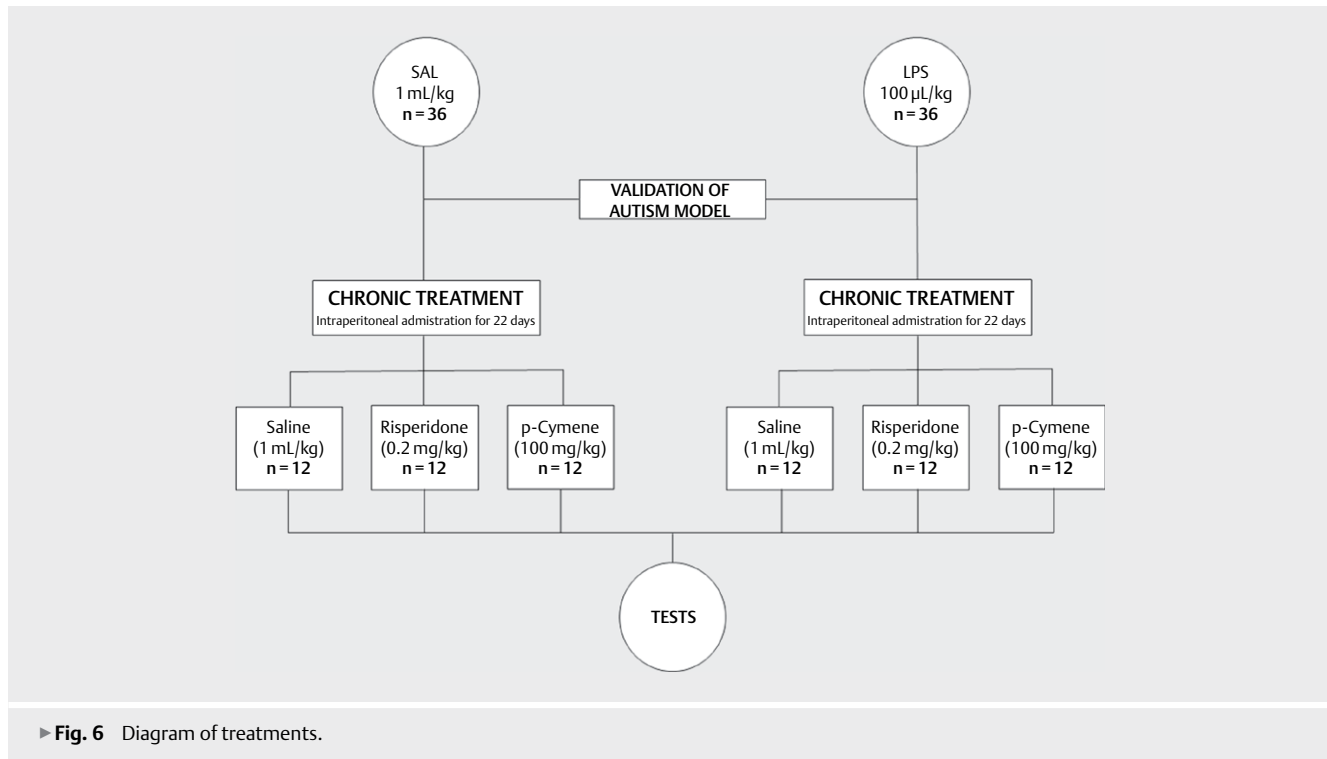 SAL
1 mL/kg
n = 36
LPS
100 µL/kg
n = 36
VALIDATION OF
AUTISM MODEL
CHRONIC TREATMENT
Intraperitoneal admistration for 22 days
CHRONIC TREATMENT
Intraperitoneal admistration for 22 days
Saline
(1 mL/kg)
n = 12
Risperidone
(0.2 mg/kg)
n = 12
p-Cymene
(100 mg/kg)
n = 12
Saline
(1 mL/kg)
n = 12
Risperidone
(0.2 mg/kg)
n = 12
p-Cymene
(100 mg/kg)
n = 12
TESTS
▶ Fig. 6 Diagram of treatments.